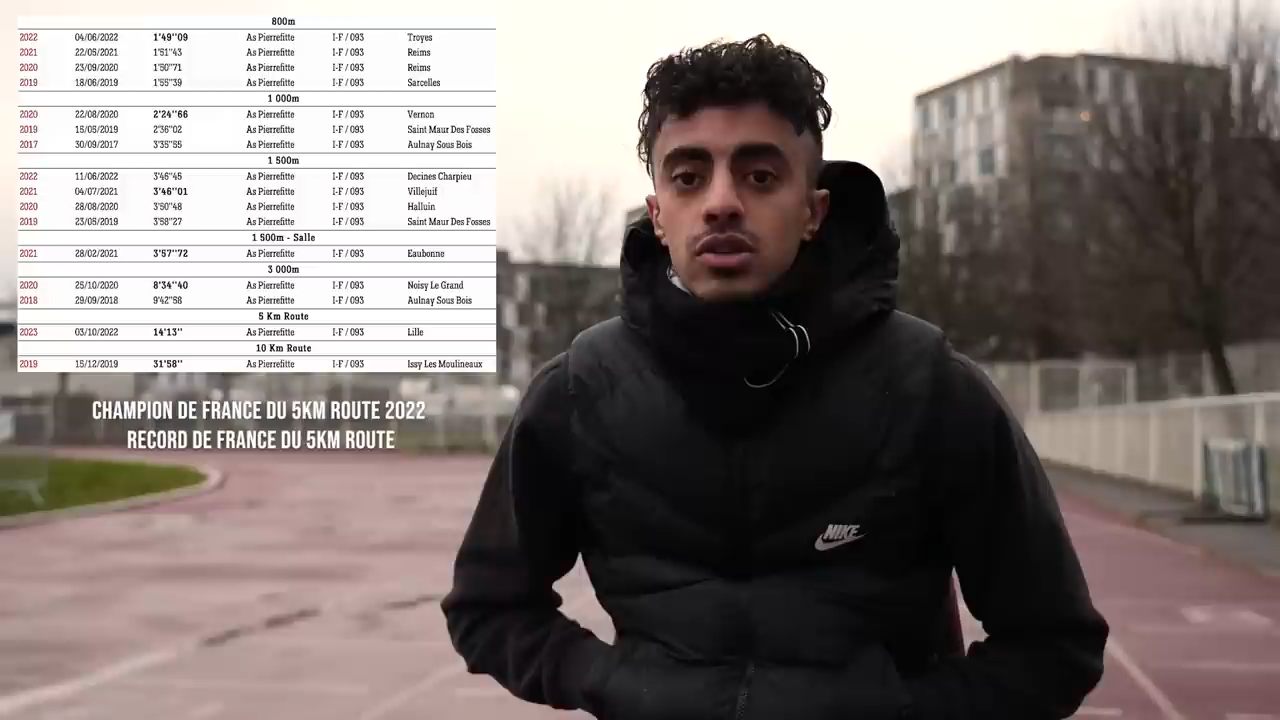 800m
2022 04/06/2022 1'49''09 As Pierrefitte I-F / 093 Troyes
2021 22/05/2021 1'51''43 As Pierrefitte I-F / 093 Reims
2020 23/09/2020 1'50''71 As Pierrefitte I-F / 093 Reims
2019 18/06/2019 1'55''39 As Pierrefitte I-F / 093 Sarcelles
1 000m
2020 22/08/2020 2'24''66 As Pierrefitte I-F / 093 Vernon
2019 15/05/2019 2'36''02 As Pierrefitte I-F / 093 Saint Maur Des Fosses
2017 30/09/2017 3'35''55 As Pierrefitte I-F / 093 Aulnay Sous Bois
1 500m
2022 11/06/2022 3'46''45 As Pierrefitte I-F / 093 Decines Charpieu
2021 04/07/2021 3'46''01 As Pierrefitte I-F / 093 Villejuif
2020 28/08/2020 3'50''48 As Pierrefitte I-F / 093 Halluin
2019 23/05/2019 3'58''27 As Pierrefitte I-F / 093 Saint Maur Des Fosses
1 500m - Salle
2021 28/02/2021 3'57''72 As Pierrefitte I-F / 093 Eaubonne
3 000m
2020 25/10/2020 8'34''40 As Pierrefitte I-F / 093 Noisy Le Grand
2018 29/09/2018 9'42''58 As Pierrefitte I-F / 093 Aulnay Sous Bois
5 Km Route
2023 03/10/2022 14'13'' As Pierrefitte I-F / 093 Lille
10 Km Route
2019 15/12/2019 31'58'' As Pierrefitte I-F / 093 Issy Les Moulineaux
CHAMPION DE FRANCE DU 5KM ROUTE 2022
RECORD DE FRANCE DU 5KM ROUTE
NIKE